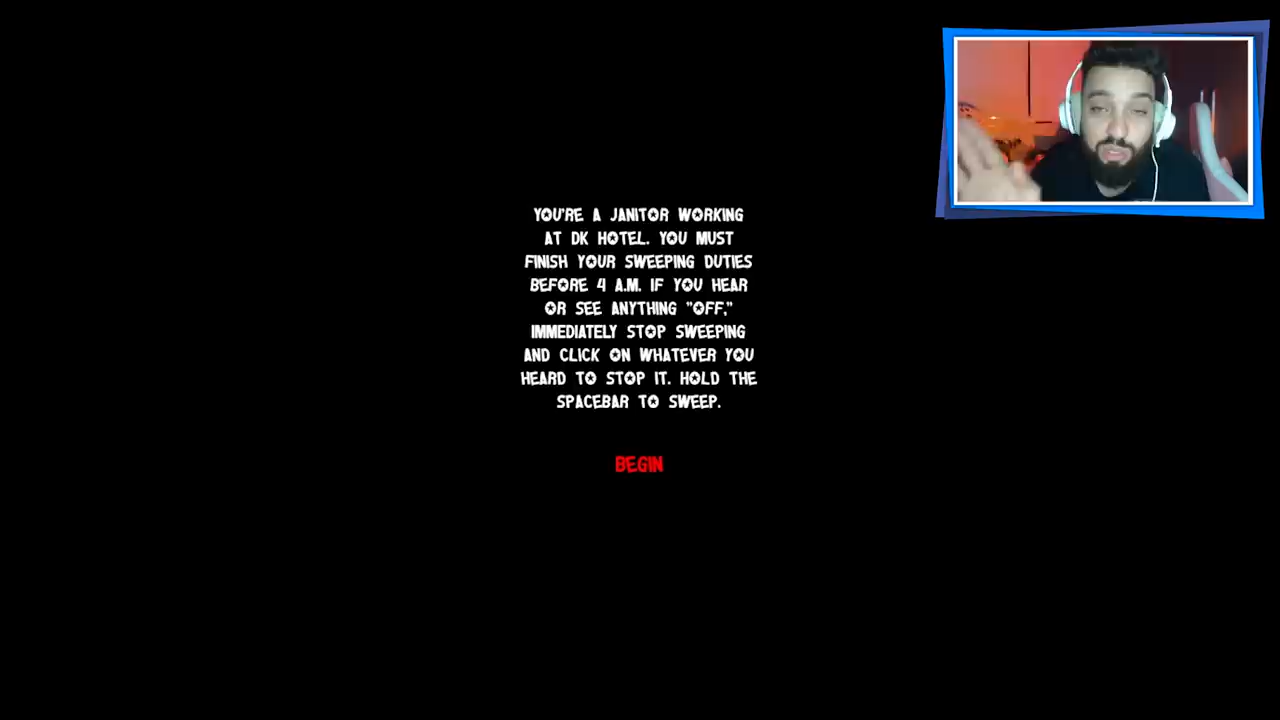 YOU'RE A JANITOR WORKING
AT DK HOTEL. YOU MUST
FINISH YOUR SWEEPING DUTIES
BEFORE 4 A.M. IF YOU HEAR
OR SEE ANYTHING "OFF,"
IMMEDIATELY STOP SWEEPING
AND CLICK ON WHATEVER YOU
HEARD TO STOP IT. HOLD THE
SPACEBAR TO SWEEP.
BEGIN